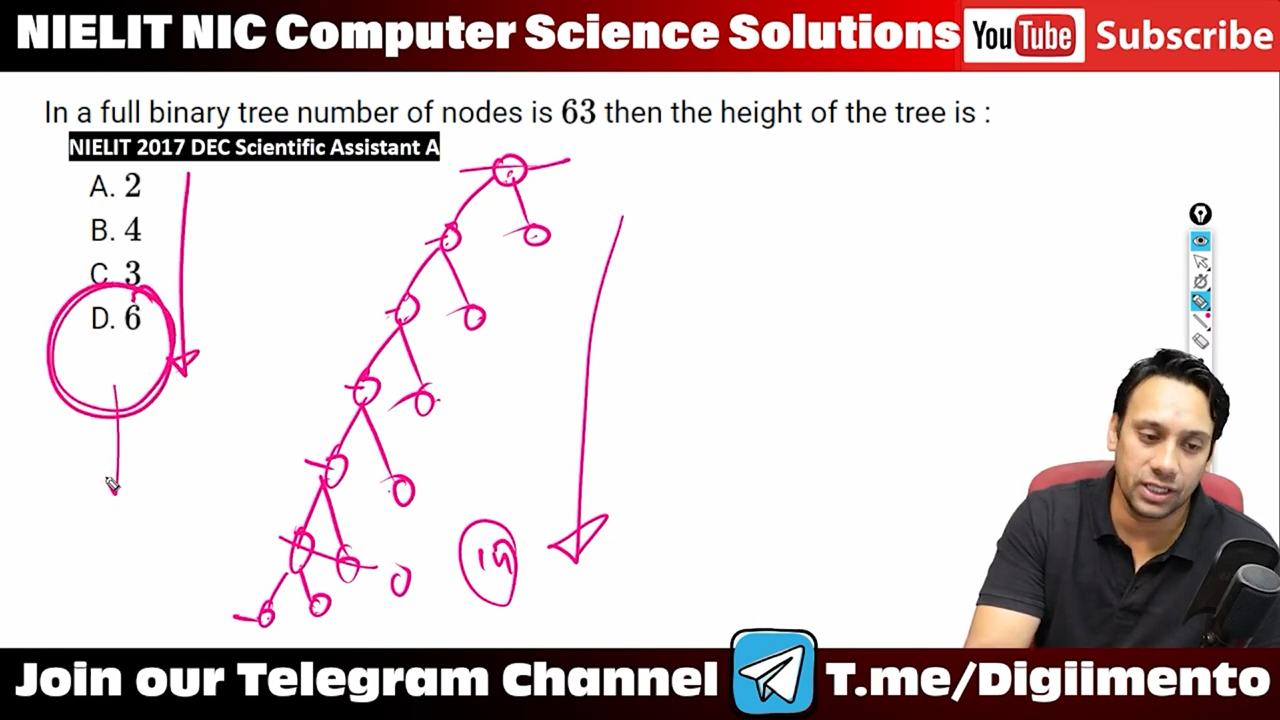 NIELIT NIC Computer Science Solutions YouTube Subscribe
In a full binary tree number of nodes is 63 then the height of the tree is :
NIELIT 2017 DEC Scientific Assistant A
A. 2
B. 4
C. 3
D. 6
Join our Telegram Channel T.me/Digiimento